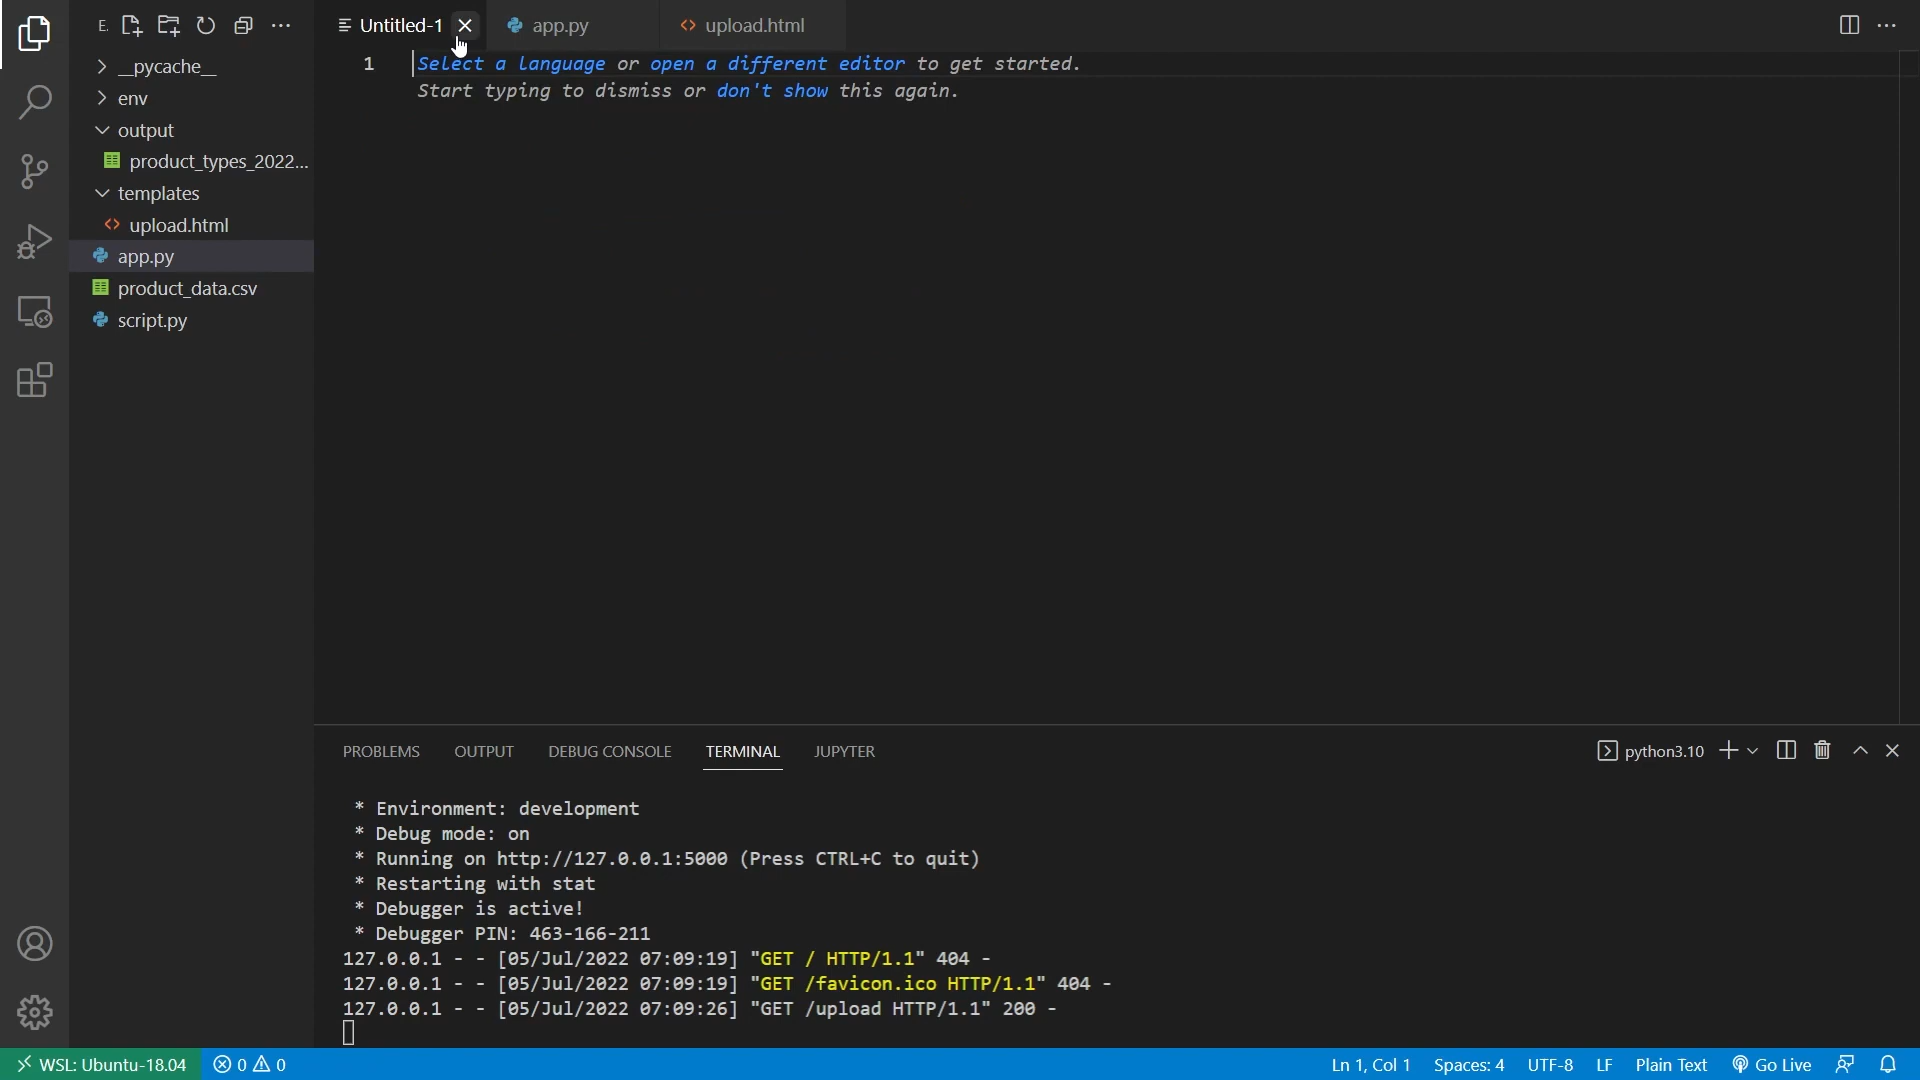 E.
Untitled-1
app.py
upload.html
__pycache__
env
output
product_types_2022...
templates
upload.html
app.py
product_data.csv
script.py
1
Select a language or open a different editor to get started.
Start typing to dismiss or don't show this again.
PROBLEMS OUTPUT DEBUG CONSOLE TERMINAL JUPYTER
python3.10
* Environment: development
* Debug mode: on
* Running on http://127.0.0.1:5000 (Press CTRL+C to quit)
* Restarting with stat
* Debugger is active!
* Debugger PIN: 463-166-211
127.0.0.1 - - [05/Jul/2022 07:09:19] "GET / HTTP/1.1" 404 -
127.0.0.1 - - [05/Jul/2022 07:09:19] "GET /favicon.ico HTTP/1.1" 404 -
127.0.0.1 - - [05/Jul/2022 07:09:26] "GET /upload HTTP/1.1" 200 -
WSL: Ubuntu-18.04 0 0 Ln 1, Col 1 Spaces: 4 UTF-8 LF Plain Text Go Live